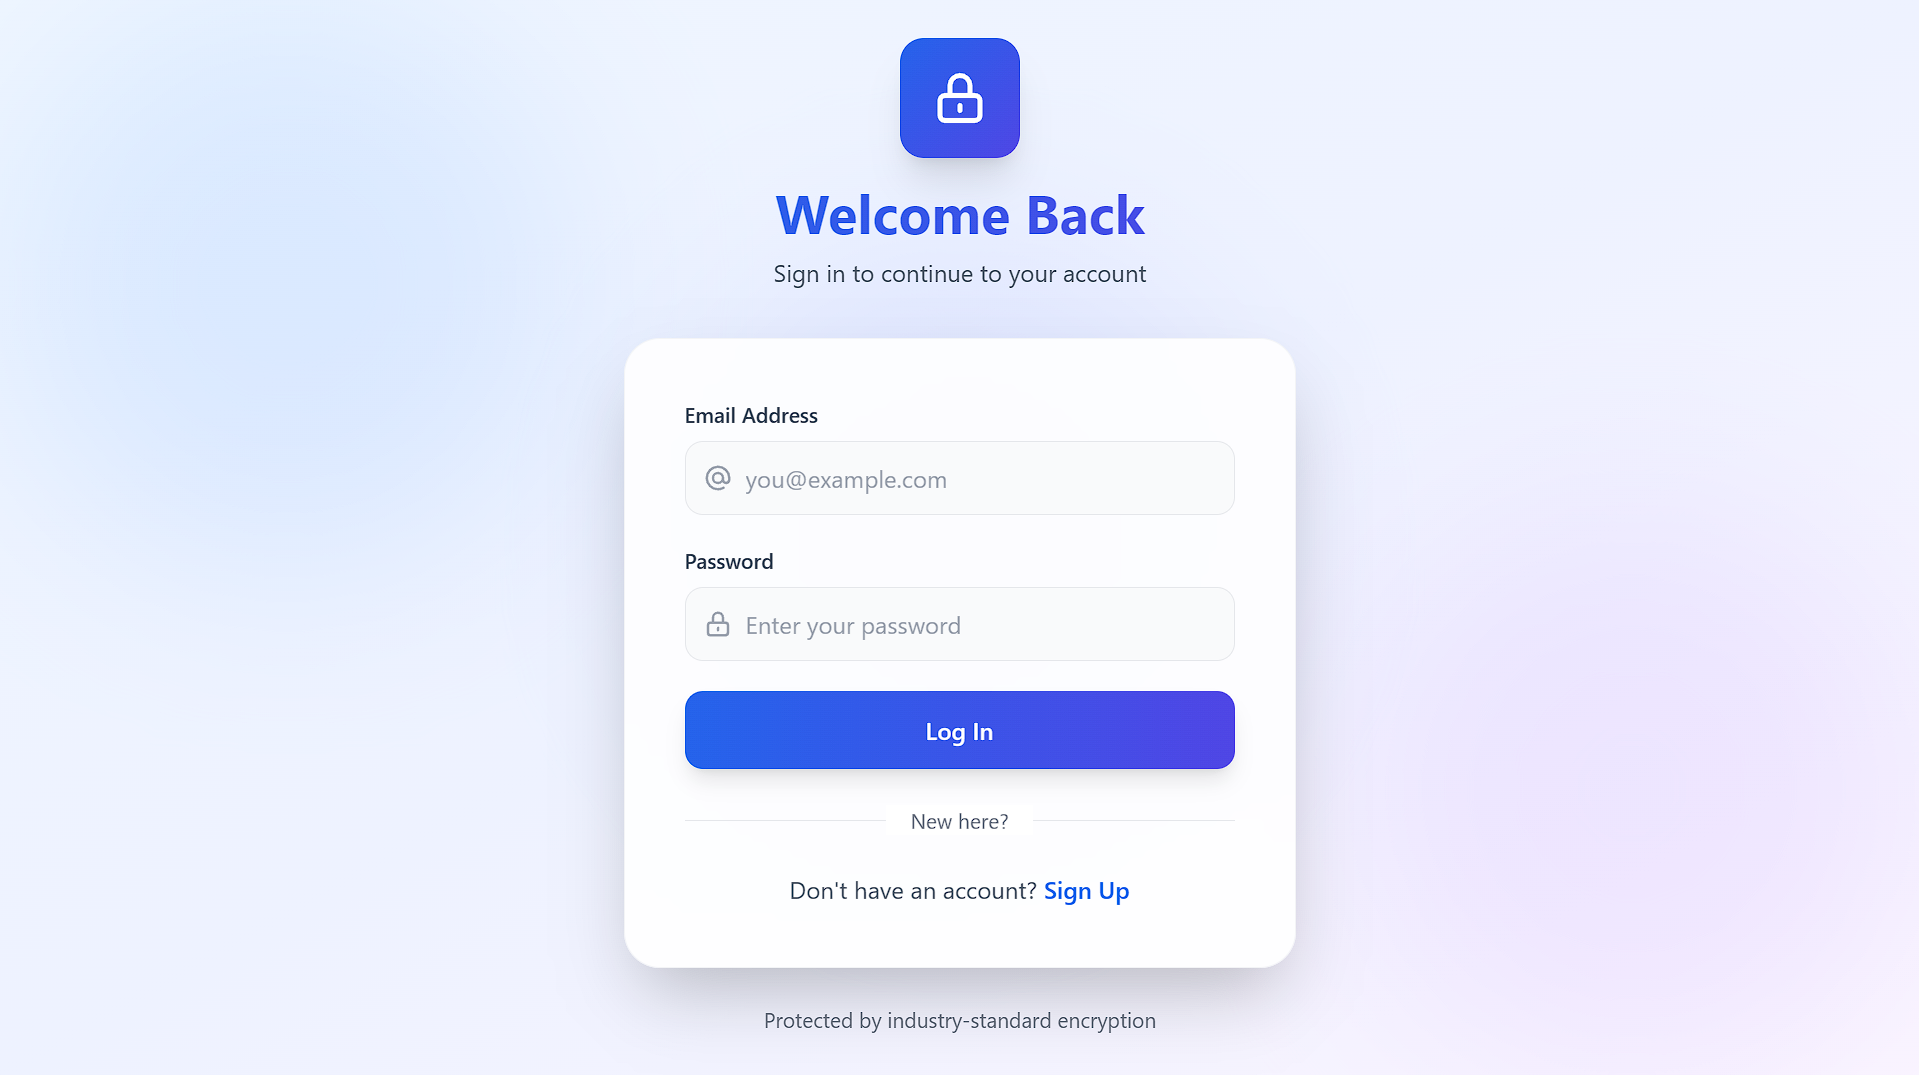 Welcome Back
Sign in to continue to your account
Email Address
you@example.com
Password
Enter your password
Log In
New here?
Don't have an account? Sign Up
Protected by industry-standard encryption